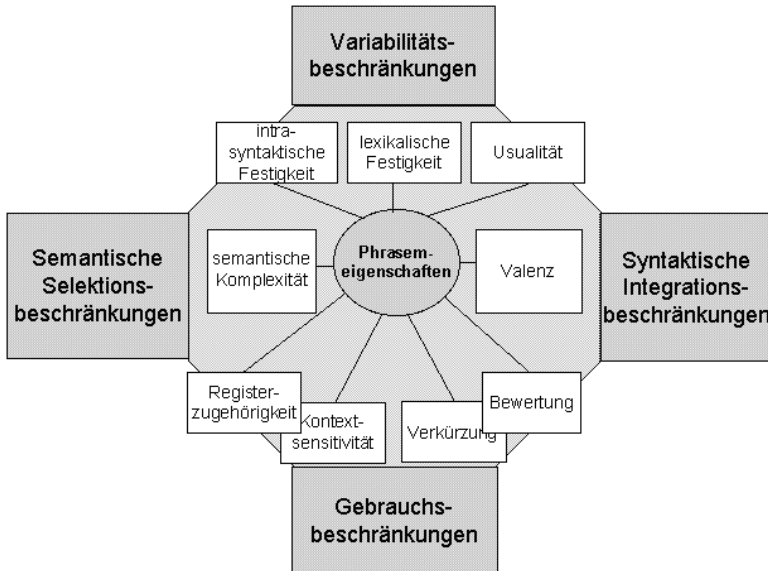 Variabilitäts-
beschränkungen
intra-
syntaktische
Festigkeit
lexikalische
Festigkeit
Usualität
Semantische
Selektions-
beschränkungen
semantische
Komplexität
Phrasem-
eigenschaften
Valenz
Syntaktische
Integrations-
beschränkungen
Register-
zugehörigkeit
Kontext-
sensitivität
Verkürzung
Bewertung
Gebrauchs-
beschränkungen